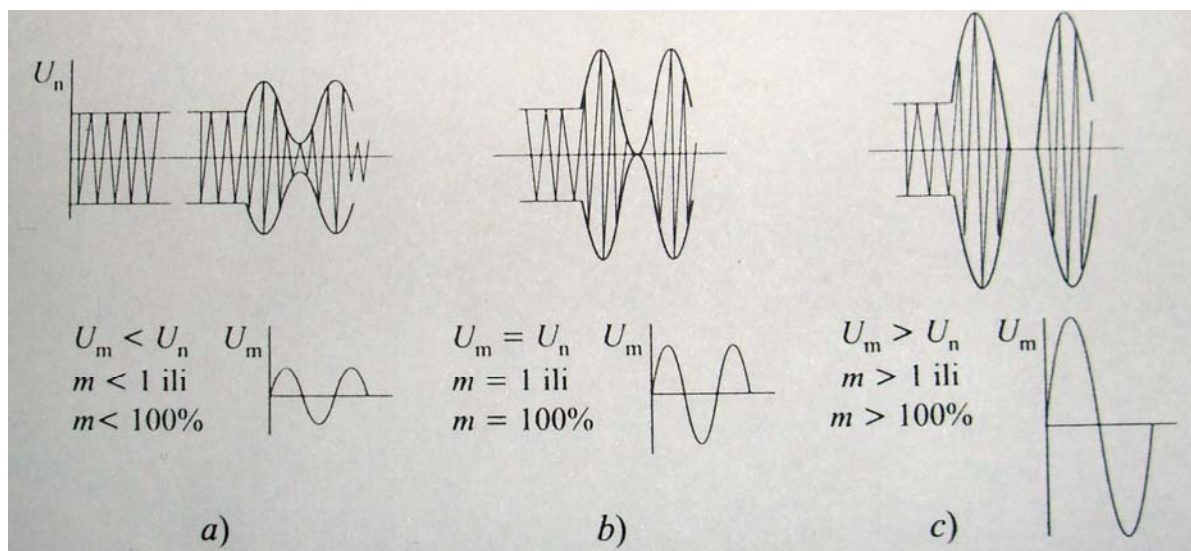 Uₙ
Uₘ < Uₙ
m < 1 ili
m < 100%
Uₘ
a)
Uₘ = Uₙ
m = 1 ili
m = 100%
Uₘ
b)
Uₘ > Uₙ
m > 1 ili
m > 100%
Uₘ
c)